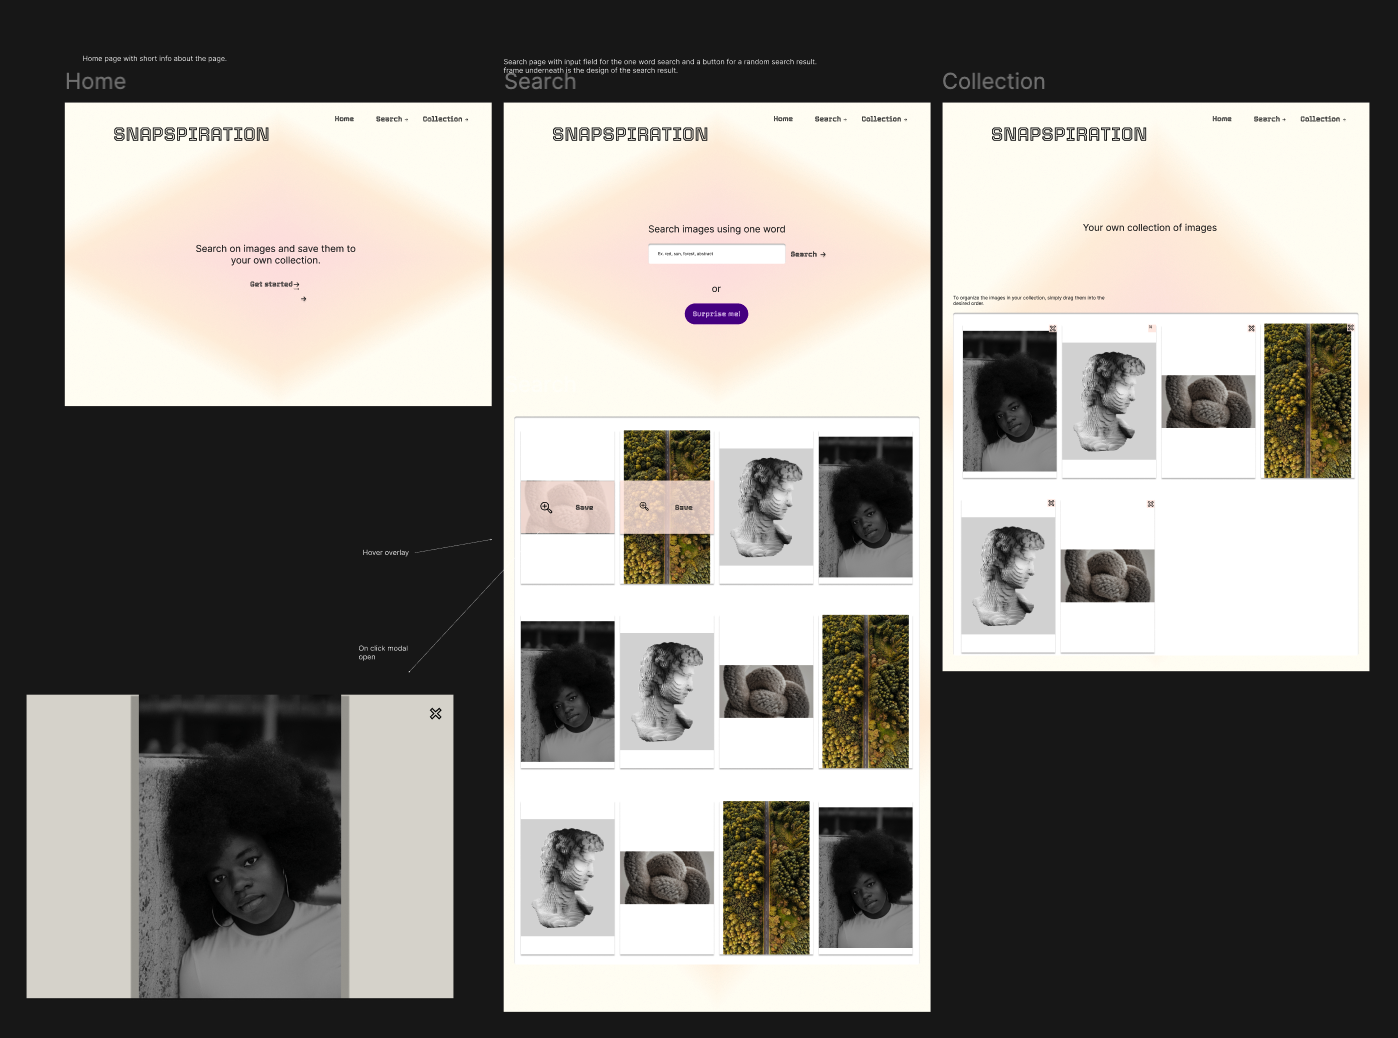 Home page with short info about the page.
Home
Home
Search →
Collection →
SNAPSPIRATION
Search on images and save them to
your own collection.
Get started→
→
Search page with input field for the one word search and a button for a random search result.
frame underneath is the design of the search result.
Search
Home
Search →
Collection →
SNAPSPIRATION
Search images using one word
Ex. red, sun, forest, abstract
Search →
or
Surprise me!
Save
Save
Hover overlay
On click modal
open
Collection
Home
Search →
Collection →
SNAPSPIRATION
Your own collection of images
To organize the images in your collection, simply drag them into the
desired order.